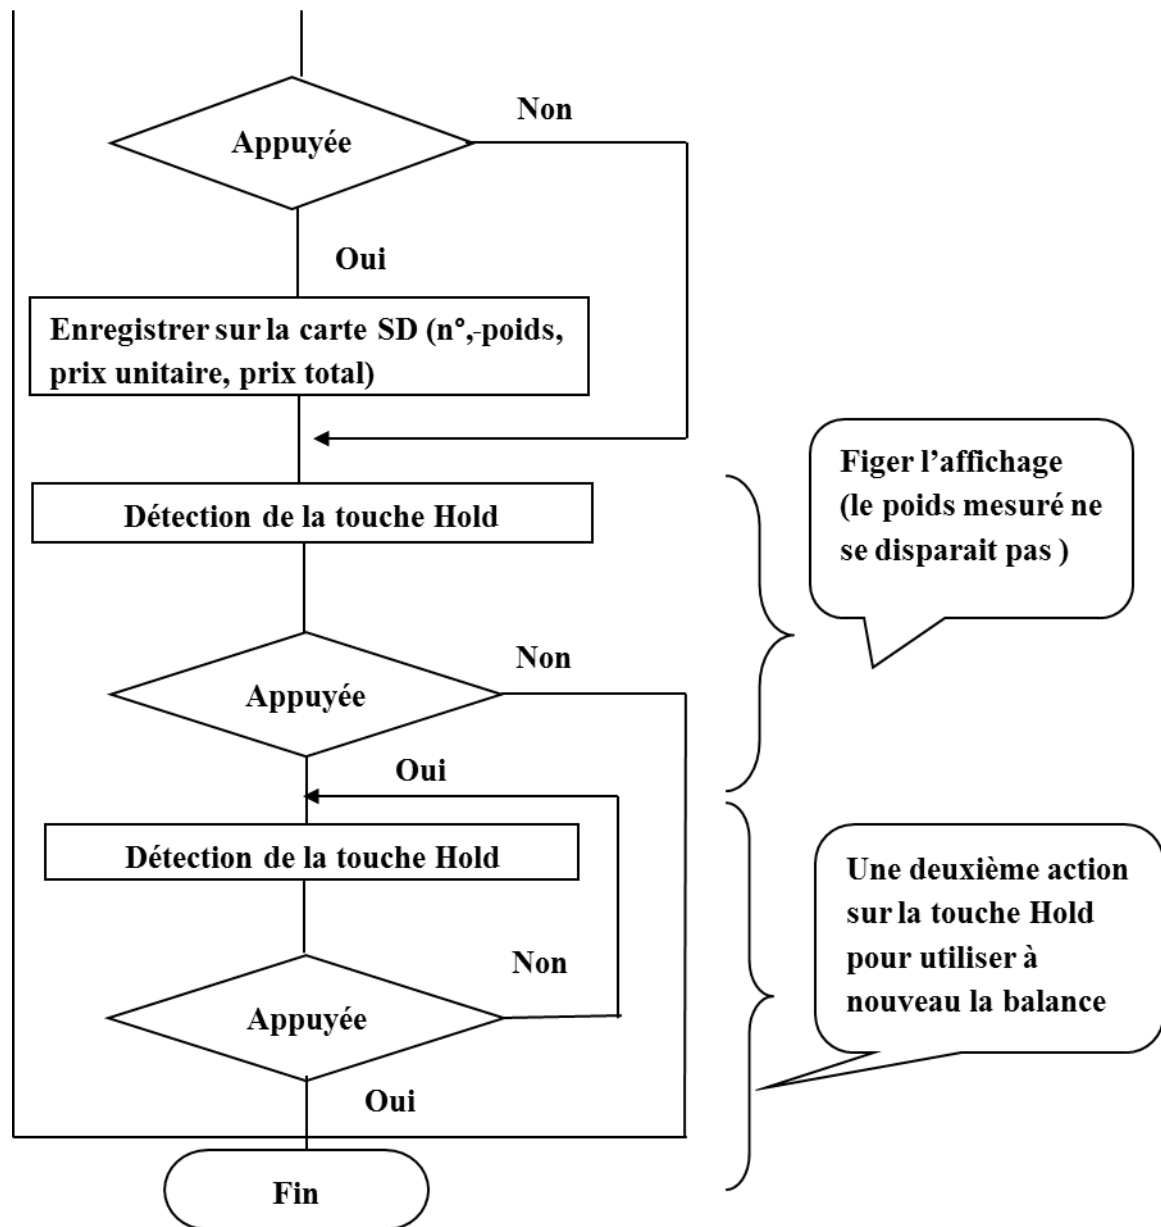 Non
Appuyée
Oui
Enregistrer sur la carte SD (n°,-poids,
prix unitaire, prix total)
Figer l’affichage
(le poids mesuré ne
se disparait pas )
Détection de la touche Hold
Non
Appuyée
Oui
Détection de la touche Hold
Une deuxième action
sur la touche Hold
pour utiliser à
nouveau la balance
Non
Appuyée
Oui
Fin